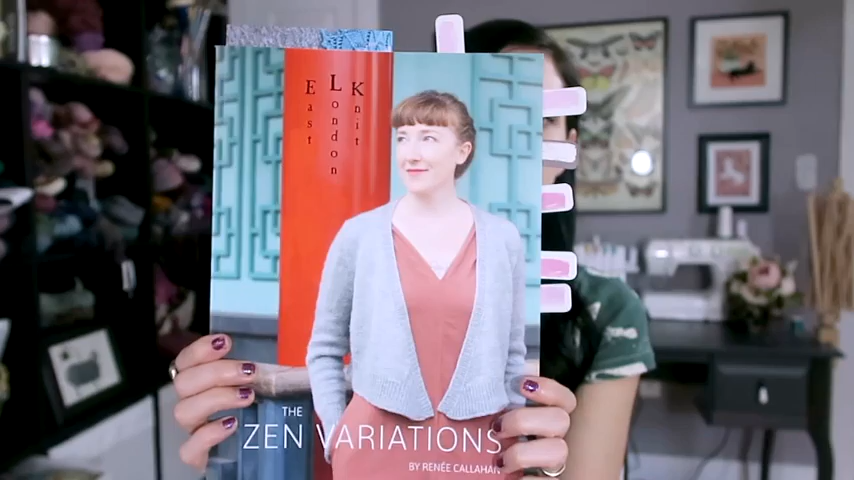 East
London
Knit
THE
ZEN VARIATIONS
BY RENÉE CALLAHAN